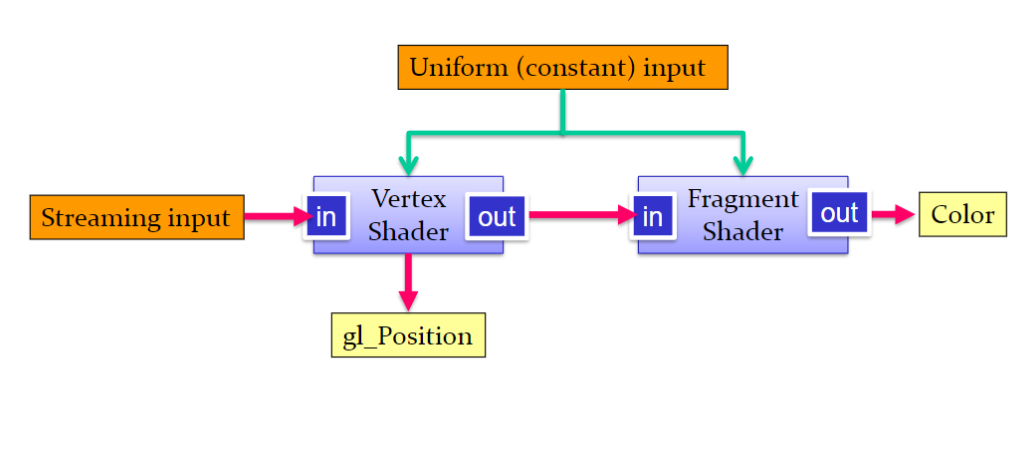 Uniform (constant) input
Streaming input
in
Vertex
Shader
out
in
Fragment
Shader
out
Color
gl_Position